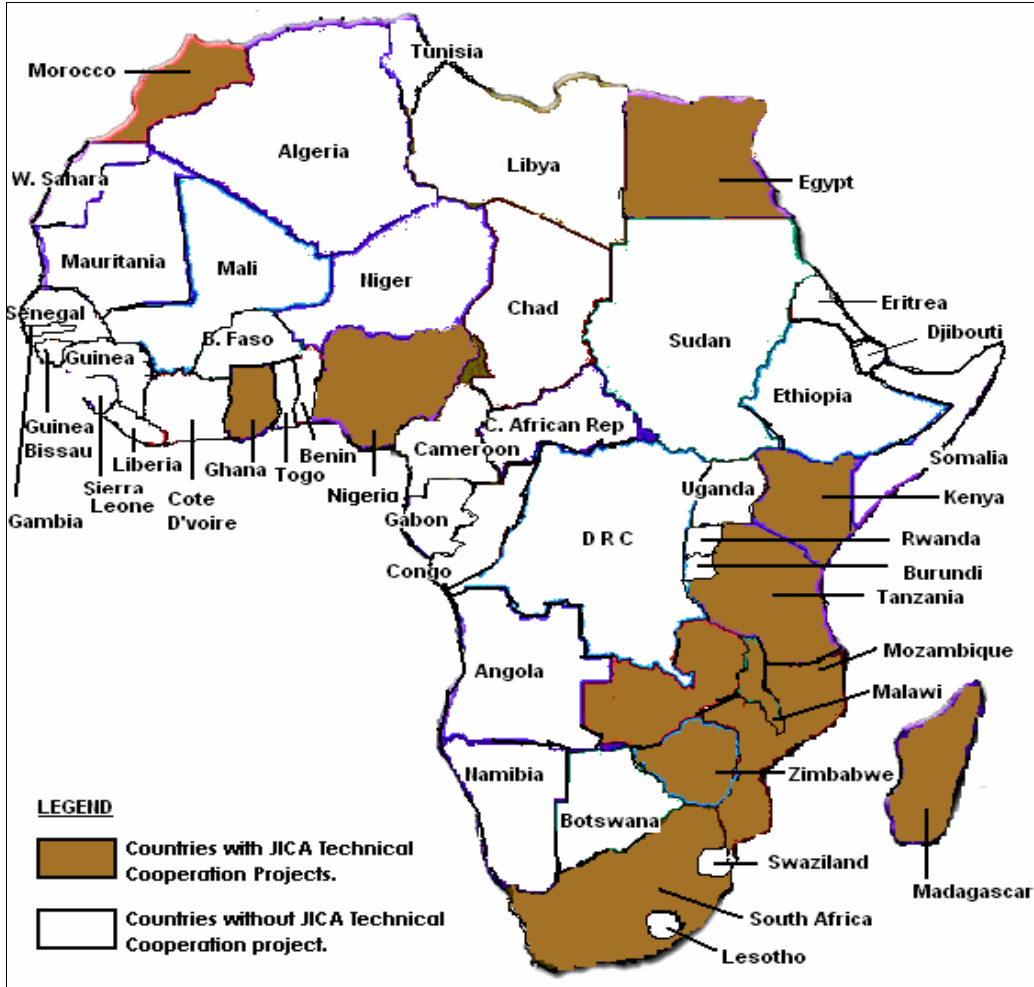 Tunisia
Morocco
Algeria
Libya
W. Sahara
Egypt
Mauritania
Mali
Niger
Chad
Eritrea
Senegal
Djibouti
B. Faso
Sudan
Guinea
Ethiopia
Guinea
Bissau
C. African Rep
Cameroon
Benin
Somalia
Liberia
Ghana
Togo
Sierra
Leone
Nigeria
Uganda
Kenya
Cote
D'voire
Gambia
Gabon
D R C
Rwanda
Congo
Burundi
Tanzania
Mozambique
Angola
Malawi
Namibia
Zimbabwe
LEGEND
Botswana
Countries with JICA Technical
Cooperation Projects.
Swaziland
Madagascar
Countries without JICA Technical
Cooperation project.
South Africa
Lesotho